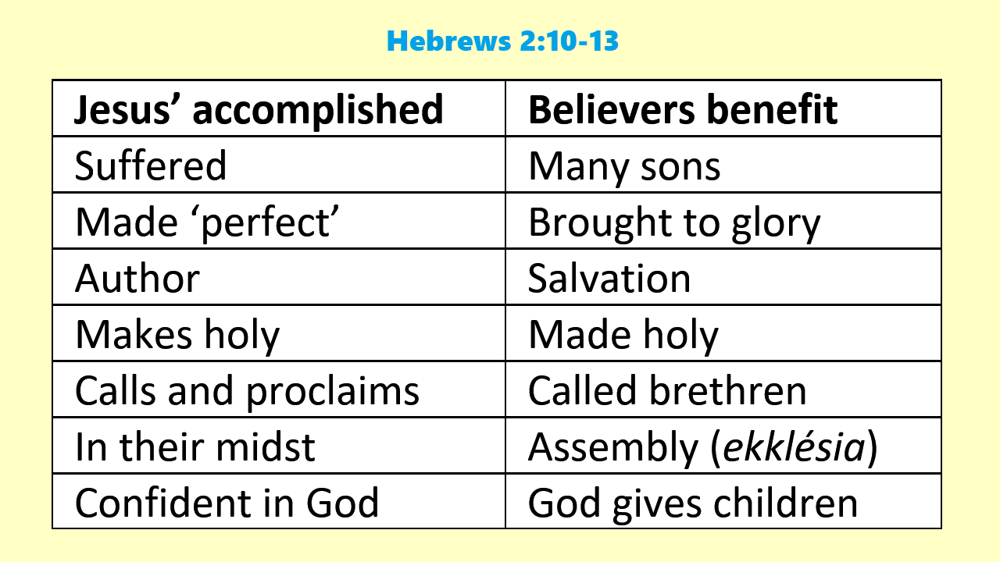 Hebrews 2:10-13
Jesus’ accomplished Believers benefit
Suffered Many sons
Made ‘perfect’ Brought to glory
Author Salvation
Makes holy Made holy
Calls and proclaims Called brethren
In their midst Assembly (ekklésia)
Confident in God God gives children